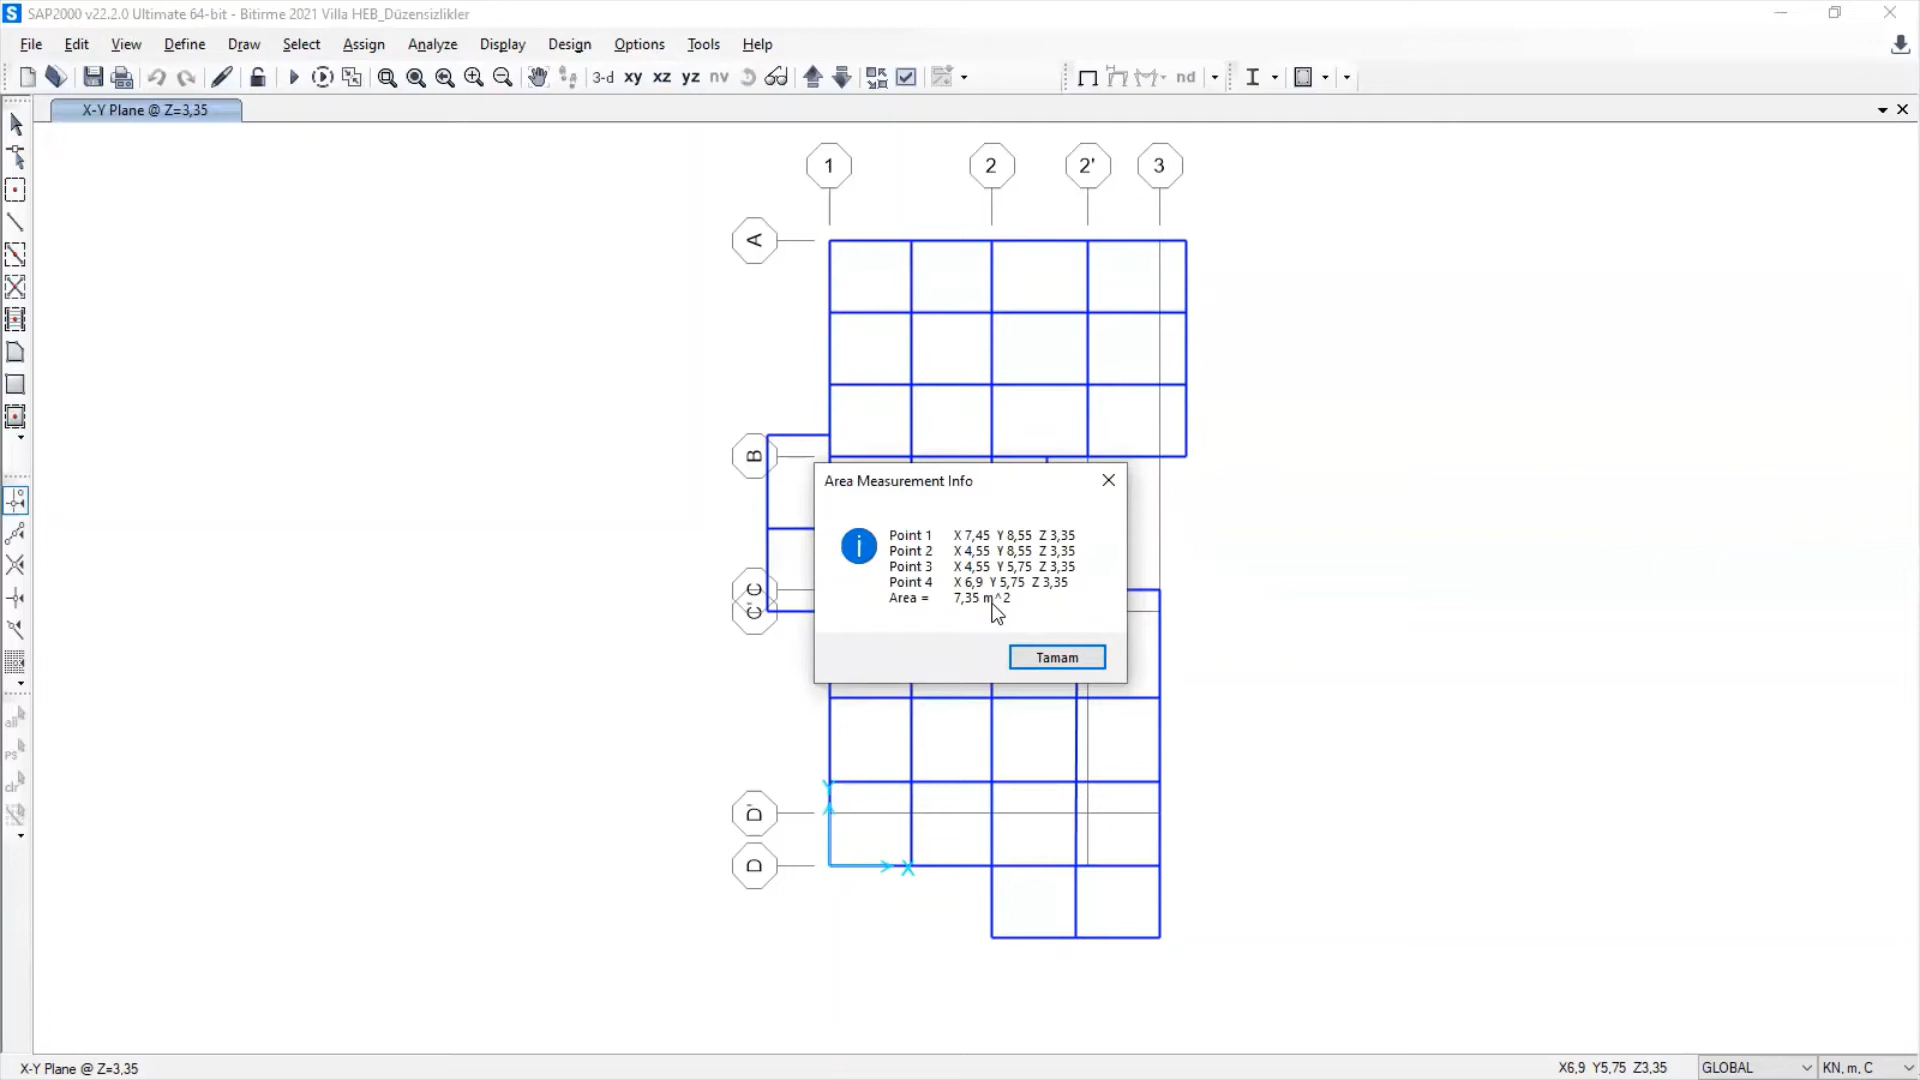 SAP2000 v22.2.0 Ultimate 64-bit - Bitirme 2021 Villa HEB_Düzensizlikler
File Edit View Define Draw Select Assign Analyze Display Design Options Tools Help
3-d xy xz yz nv nd
X-Y Plane @ Z=3,35
1 2 2' 3
A
B
Area Measurement Info
Point 1 X 7,45 Y 8,55 Z 3,35
Point 2 X 4,55 Y 8,55 Z 3,35
Point 3 X 4,55 Y 5,75 Z 3,35
Point 4 X 6,9 Y 5,75 Z 3,35
Area = 7,35 m^2
C
C'
Tamam
all
PS
clr
Y
D'
D
X
X-Y Plane @ Z=3,35
X6,9 Y5,75 Z3,35
GLOBAL
KN, m, C